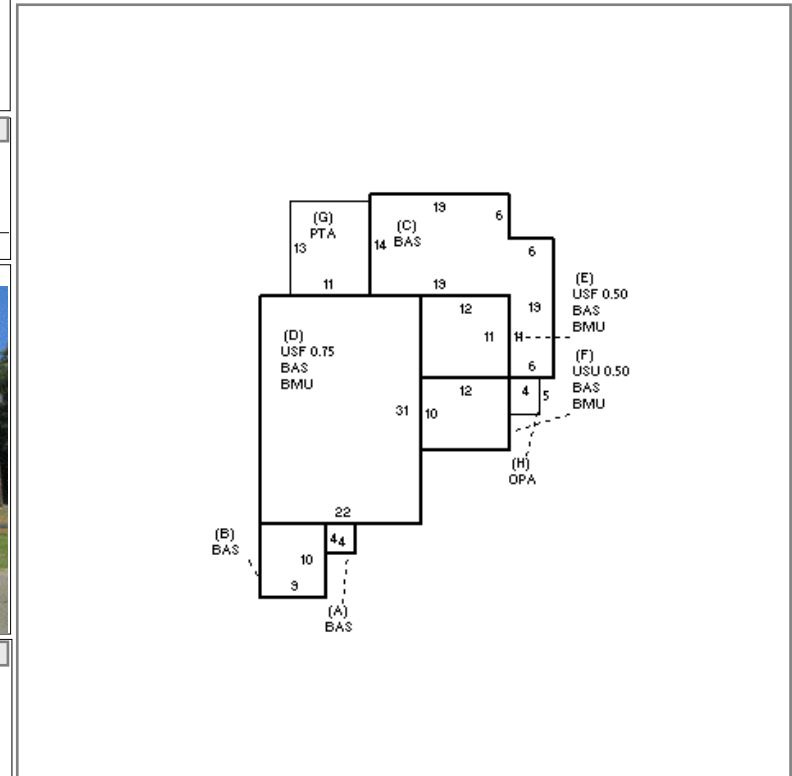 19
6
(G)
PTA
(C)
BAS
13
14
6
11
19
(E)
USF 0.50
BAS
BMU
12
19
11
11
(D)
USF 0.75
BAS
BMU
(F)
USU 0.50
BAS
BMU
6
12
4
5
31
10
(H)
OPA
22
(B)
BAS
4
4
10
9
(A)
BAS